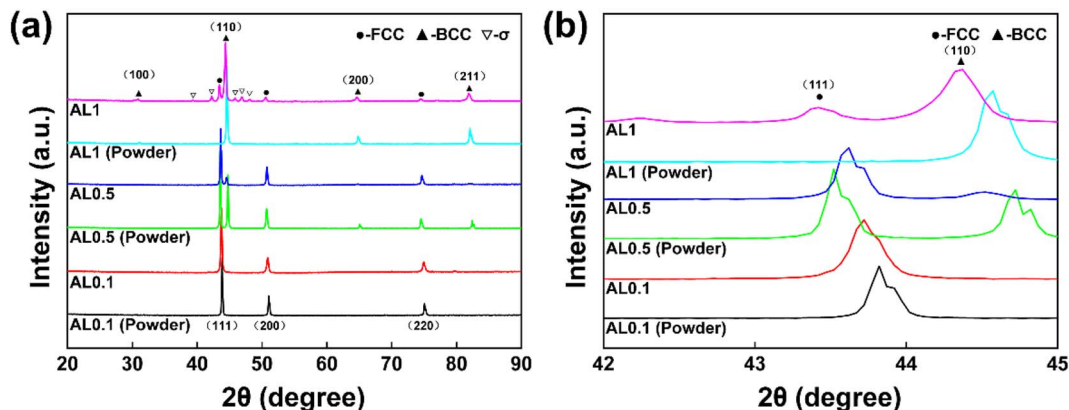 (a)
(110)
●-FCC ▲-BCC ▽-σ
(100)
(200)
(211)
AL1
AL1 (Powder)
AL0.5
AL0.5 (Powder)
AL0.1
AL0.1 (Powder)
(111) (200) (220)
20 30 40 50 60 70 80 90
2θ (degree)
Intensity (a.u.)
(b)
●-FCC ▲-BCC
(110)
(111)
AL1
AL1 (Powder)
AL0.5
AL0.5 (Powder)
AL0.1
AL0.1 (Powder)
42 43 44 45
2θ (degree)
Intensity (a.u.)